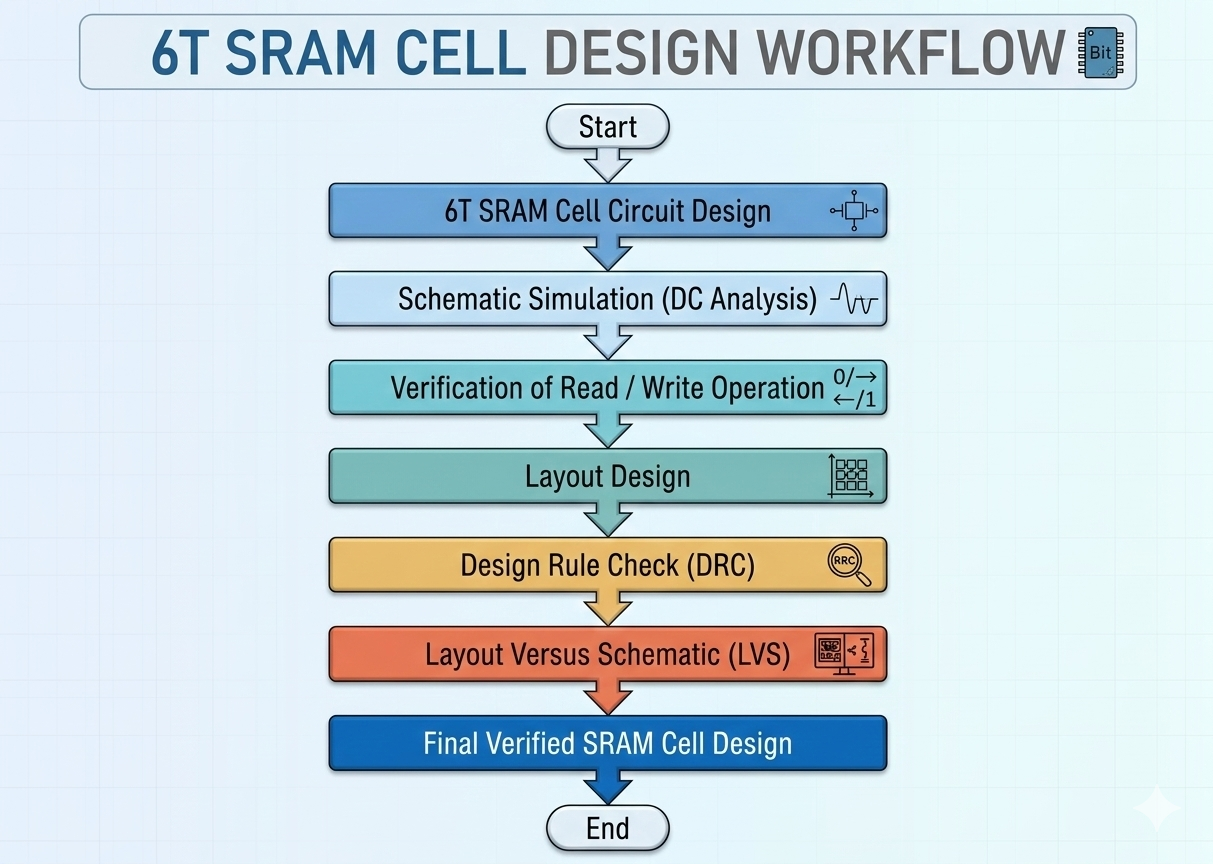 6T SRAM CELL DESIGN WORKFLOW
Bit
Start
6T SRAM Cell Circuit Design
Schematic Simulation (DC Analysis)
Verification of Read / Write Operation
0/→
←/1
Layout Design
Design Rule Check (DRC)
RRC
Layout Versus Schematic (LVS)
Final Verified SRAM Cell Design
End